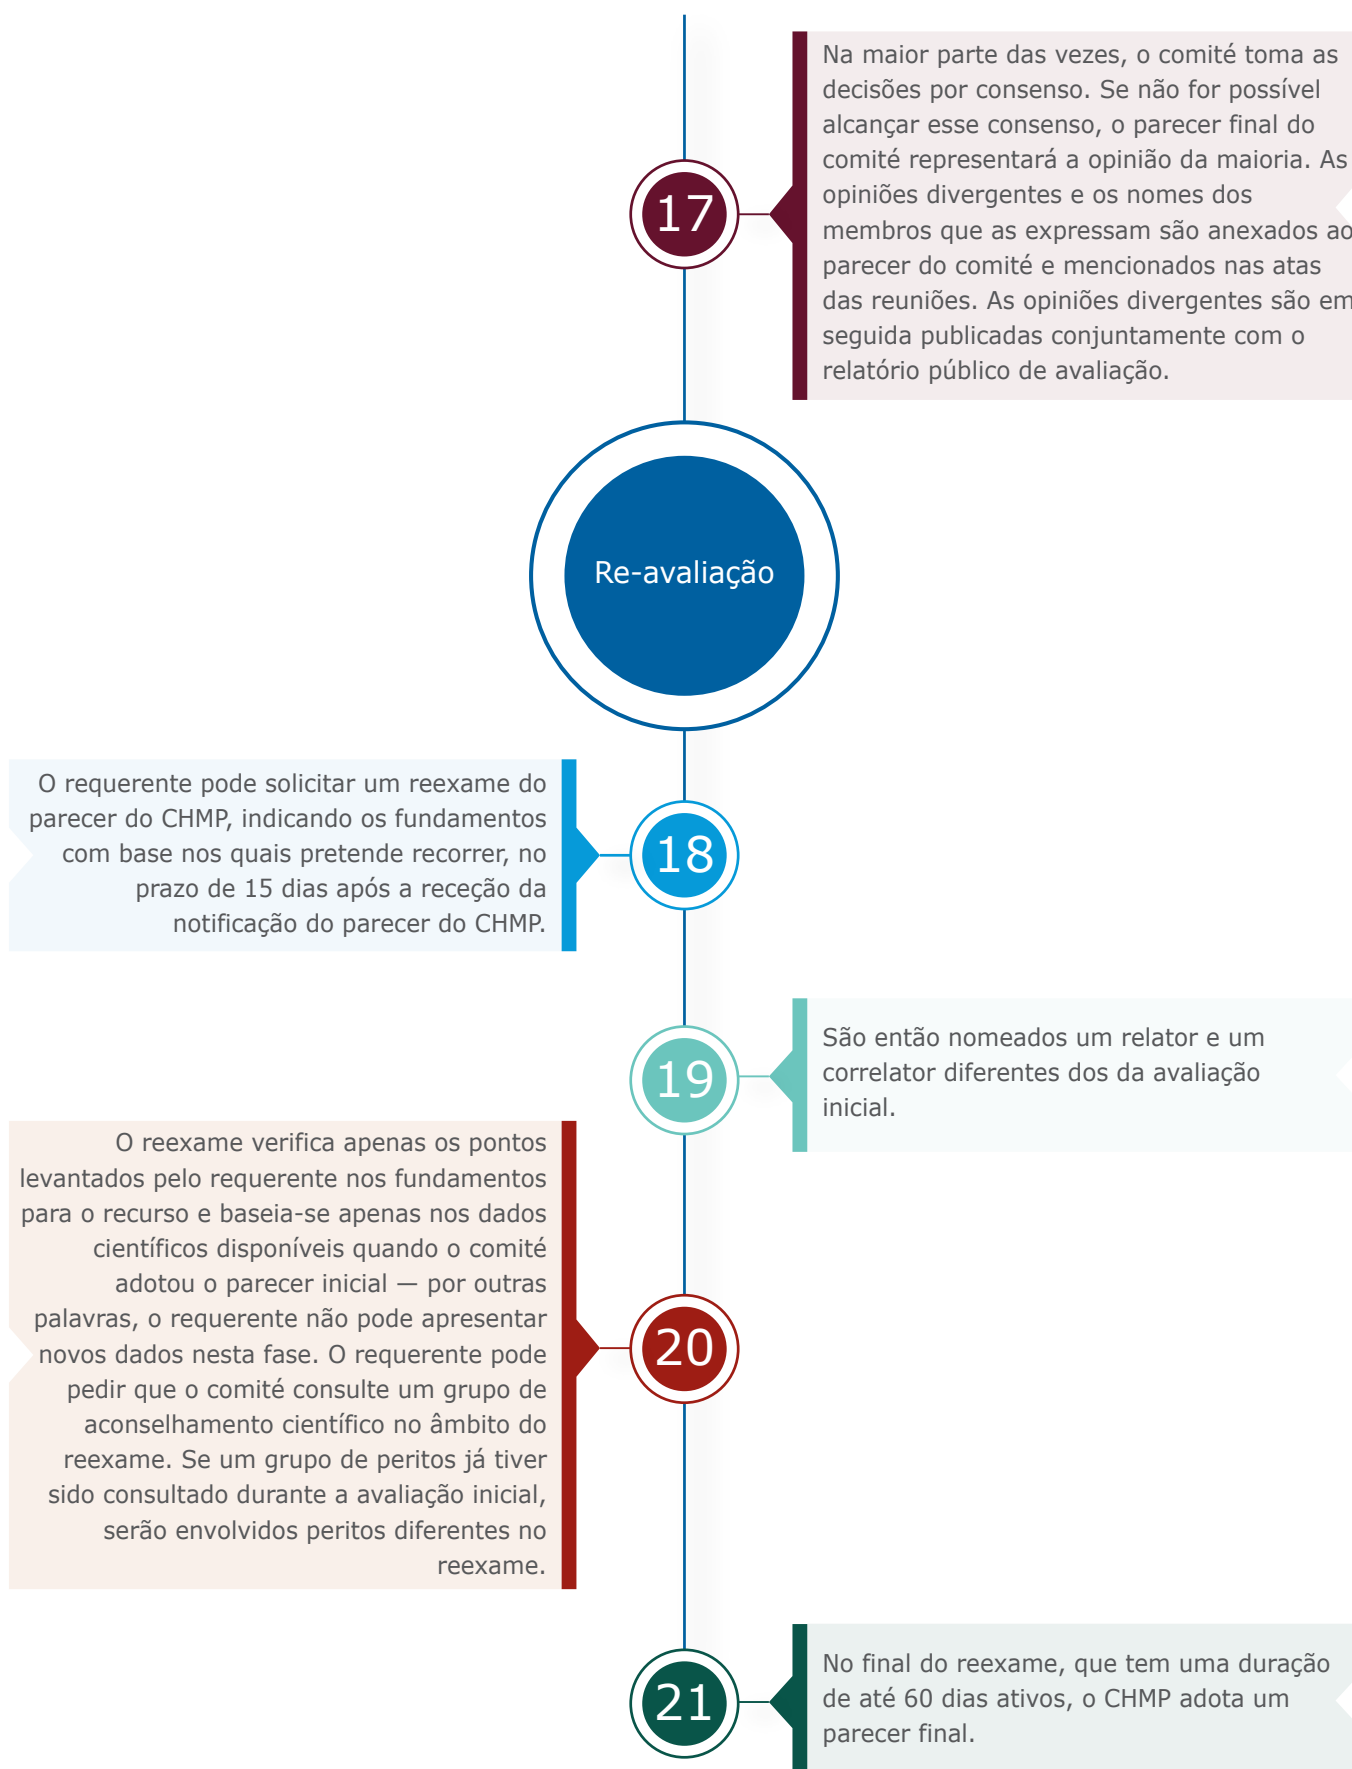 Na maior parte das vezes, o comité toma as
decisões por consenso. Se não for possível
alcançar esse consenso, o parecer final do
comité representará a opinião da maioria. As
opiniões divergentes e os nomes dos
membros que as expressam são anexados ao
parecer do comité e mencionados nas atas
das reuniões. As opiniões divergentes são em
seguida publicadas conjuntamente com o
relatório público de avaliação.
17
Re-avaliação
O requerente pode solicitar um reexame do
parecer do CHMP, indicando os fundamentos
com base nos quais pretende recorrer, no
prazo de 15 dias após a receção da
notificação do parecer do CHMP.
18
19
São então nomeados um relator e um
correlator diferentes dos da avaliação
inicial.
O reexame verifica apenas os pontos
levantados pelo requerente nos fundamentos
para o recurso e baseia-se apenas nos dados
científicos disponíveis quando o comité
adotou o parecer inicial — por outras
palavras, o requerente não pode apresentar
novos dados nesta fase. O requerente pode
pedir que o comité consulte um grupo de
aconselhamento científico no âmbito do
reexame. Se um grupo de peritos já tiver
sido consultado durante a avaliação inicial,
serão envolvidos peritos diferentes no
reexame.
20
21
No final do reexame, que tem uma duração
de até 60 dias ativos, o CHMP adota um
parecer final.